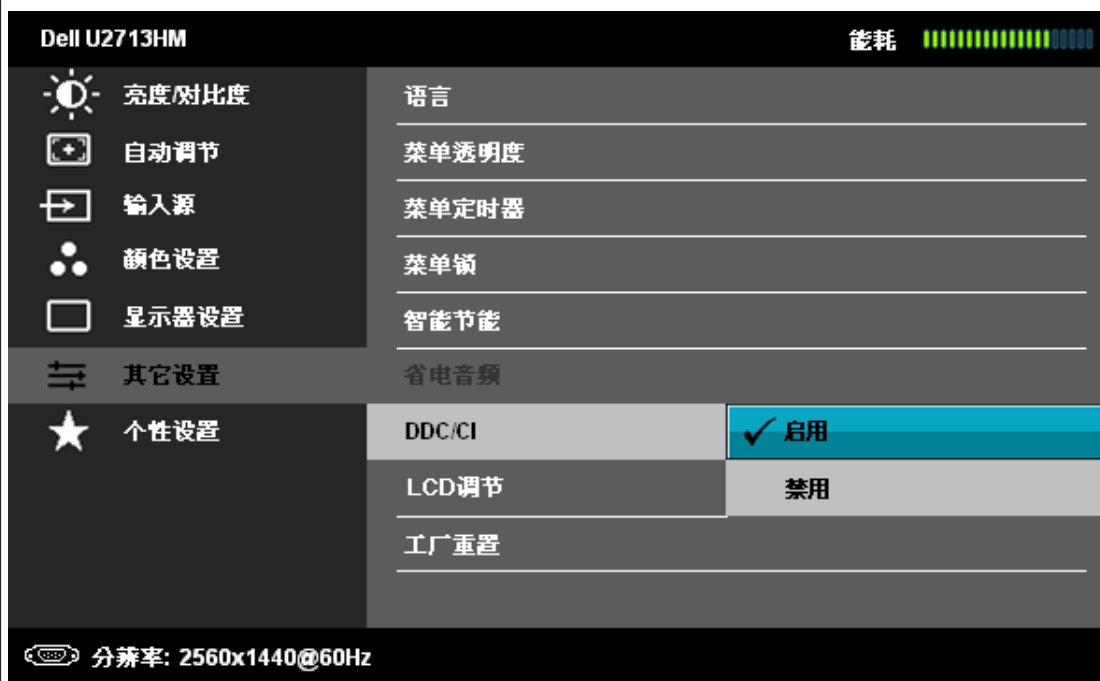 Dell U2713HM
能耗
亮度/对比度
自动调节
输入源
颜色设置
显示器设置
其它设置
个性设置
语言
菜单透明度
菜单定时器
菜单锁
智能节能
省电音频
DDC/CI
启用
LCD调节
禁用
工厂重置
分辨率: 2560x1440@60Hz